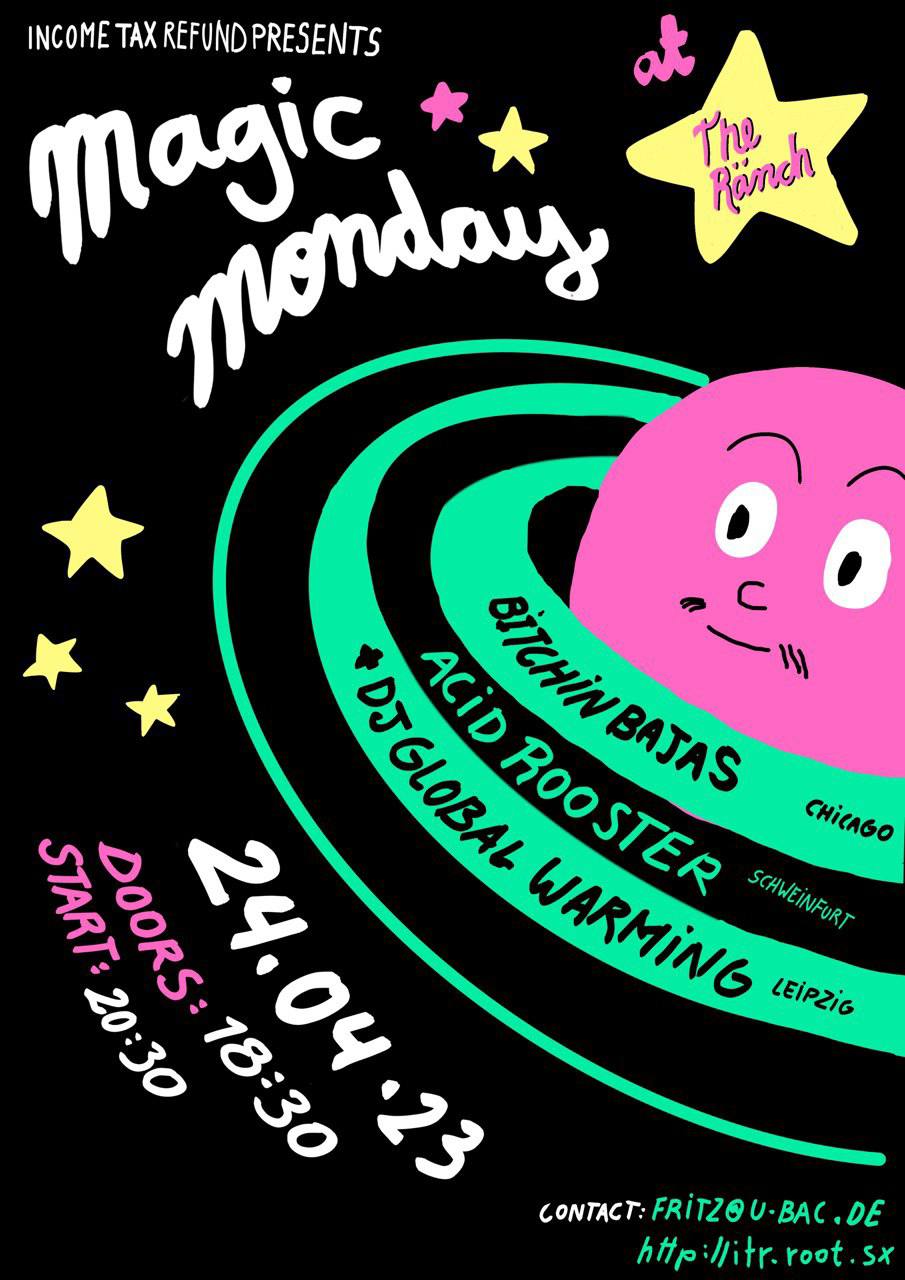 INCOME TAX REFUND PRESENTS
magic
monday
at
The
Ränch
BiTCHiN BAJAS CHiCAGO
ACiD ROOSTER SCHWEiNFURT
+ DJ GLOBAL WARMiNG LEiPZiG
24.04.23
DOORS: 18:30
START: 20:30
CONTACT: FRiTZ@U-BAC.DE
http://itr.root.sx